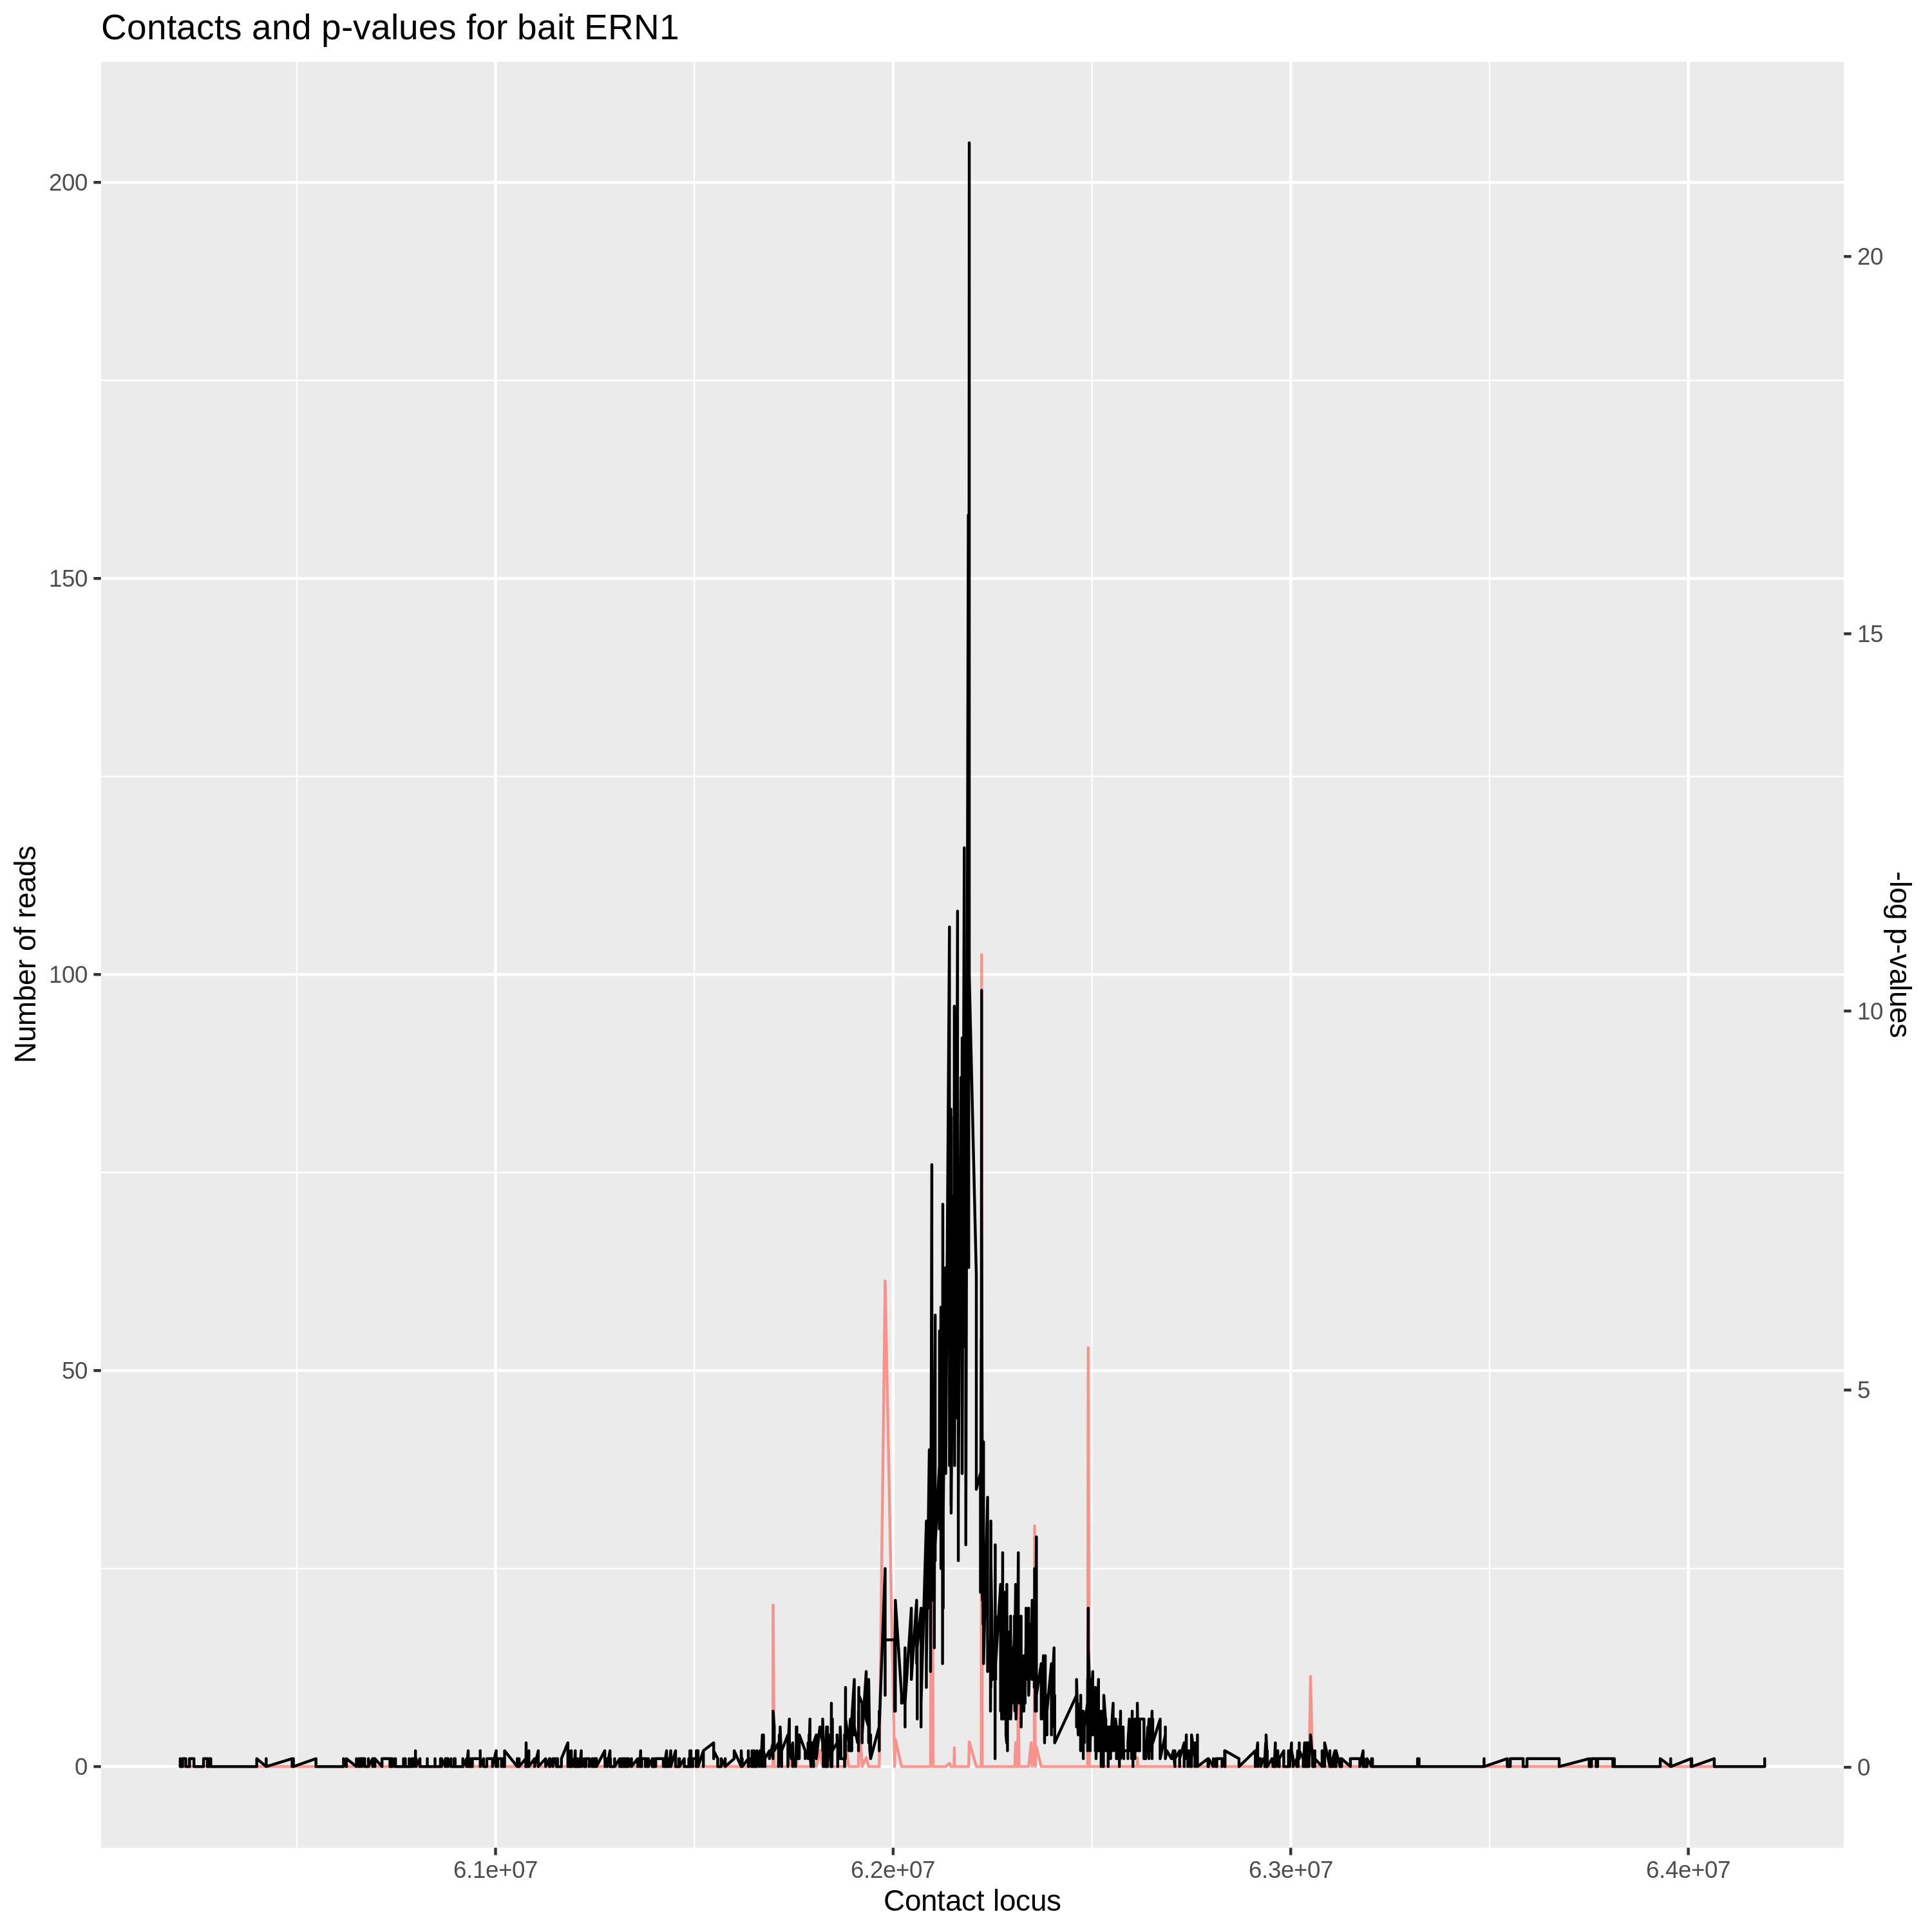 Contacts and p-values for bait ERN1
200
150
100
50
0
Number of reads
20
15
10
5
0
-log p-values
6.1e+07
6.2e+07
6.3e+07
6.4e+07
Contact locus